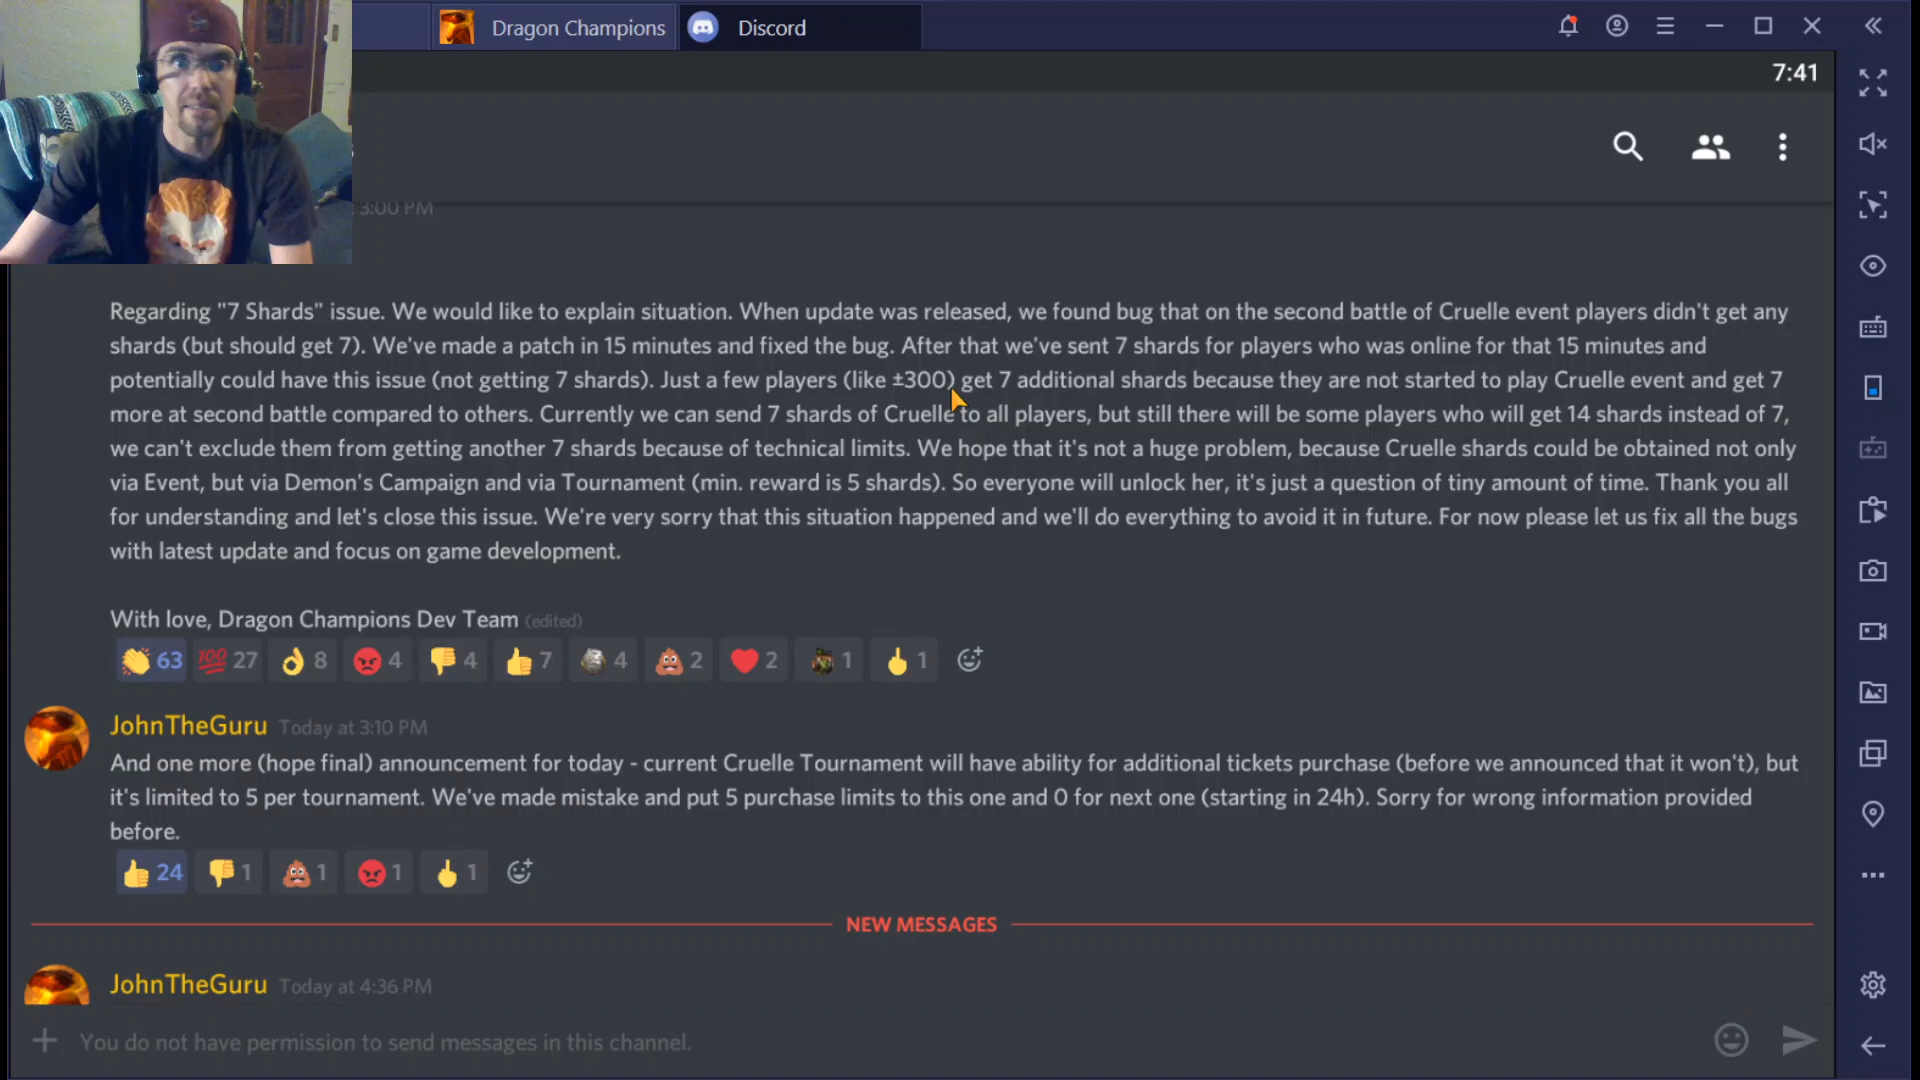 Dragon Champions
Discord
7:41
3:00 PM
Regarding "7 Shards" issue. We would like to explain situation. When update was released, we found bug that on the second battle of Cruelle event players didn't get any
shards (but should get 7). We've made a patch in 15 minutes and fixed the bug. After that we've sent 7 shards for players who was online for that 15 minutes and
potentially could have this issue (not getting 7 shards). Just a few players (like ±300) get 7 additional shards because they are not started to play Cruelle event and get 7
more at second battle compared to others. Currently we can send 7 shards of Cruelle to all players, but still there will be some players who will get 14 shards instead of 7,
we can't exclude them from getting another 7 shards because of technical limits. We hope that it's not a huge problem, because Cruelle shards could be obtained not only
via Event, but via Demon's Campaign and via Tournament (min. reward is 5 shards). So everyone will unlock her, it's just a question of tiny amount of time. Thank you all
for understanding and let's close this issue. We're very sorry that this situation happened and we'll do everything to avoid it in future. For now please let us fix all the bugs
with latest update and focus on game development.
With love, Dragon Champions Dev Team (edited)
63 100 27 8 4 4 7 4 2 2 1 1
JohnTheGuru Today at 3:10 PM
And one more (hope final) announcement for today - current Cruelle Tournament will have ability for additional tickets purchase (before we announced that it won't), but
it's limited to 5 per tournament. We've made mistake and put 5 purchase limits to this one and 0 for next one (starting in 24h). Sorry for wrong information provided
before.
24 1 1 1 1
NEW MESSAGES
JohnTheGuru Today at 4:36 PM
You do not have permission to send messages in this channel.